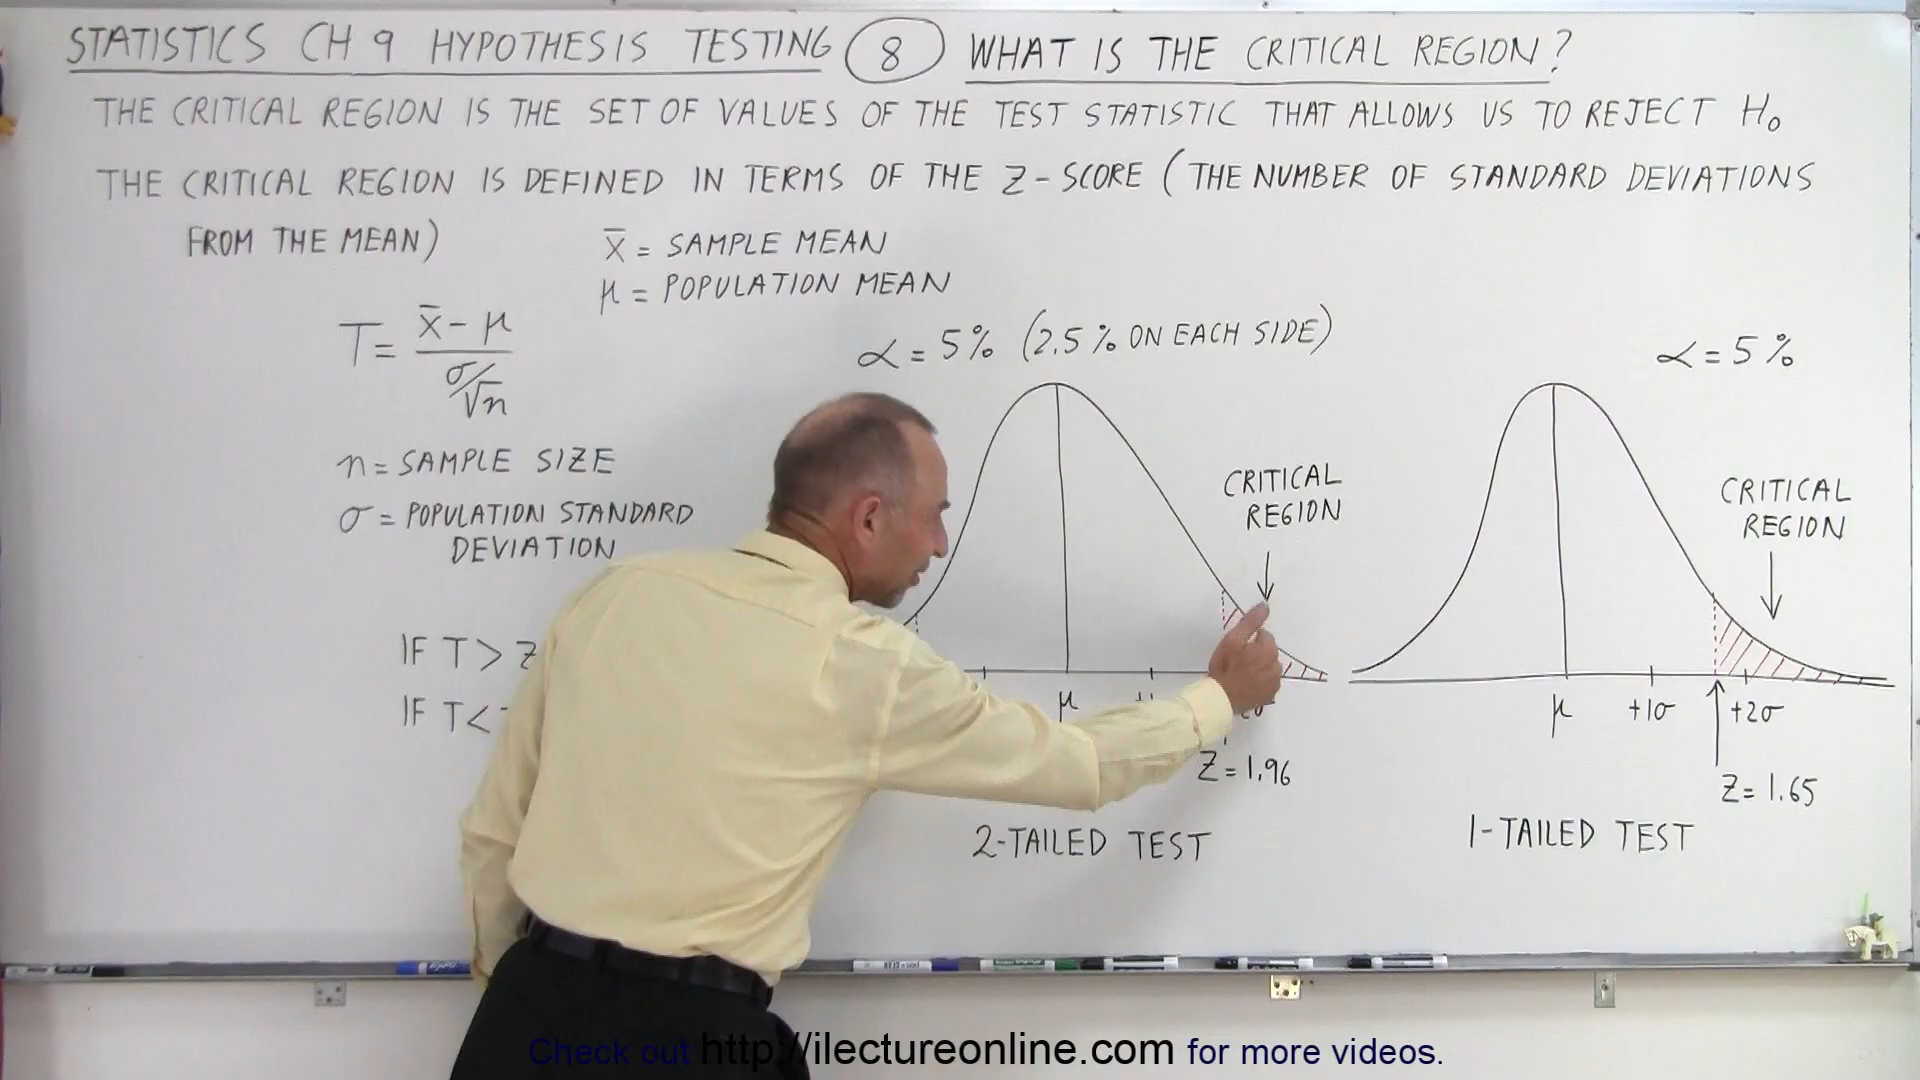 STATISTICS CH 9 HYPOTHESIS TESTING 8 WHAT IS THE CRITICAL REGION?
THE CRITICAL REGION IS THE SET OF VALUES OF THE TEST STATISTIC THAT ALLOWS US TO REJECT H₀
THE CRITICAL REGION IS DEFINED IN TERMS OF THE Z-SCORE (THE NUMBER OF STANDARD DEVIATIONS
FROM THE MEAN)
x̄ = SAMPLE MEAN
μ = POPULATION MEAN
T = (x̄ - μ) / (σ/√n)
n = SAMPLE SIZE
σ = POPULATION STANDARD
DEVIATION
IF T > Z
IF T < -
α = 5% (2.5% ON EACH SIDE)
CRITICAL
REGION
μ
Z = 1.96
2-TAILED TEST
α = 5%
CRITICAL
REGION
μ +1σ +2σ
Z = 1.65
1-TAILED TEST
Check out http://ilectureonline.com for more videos.